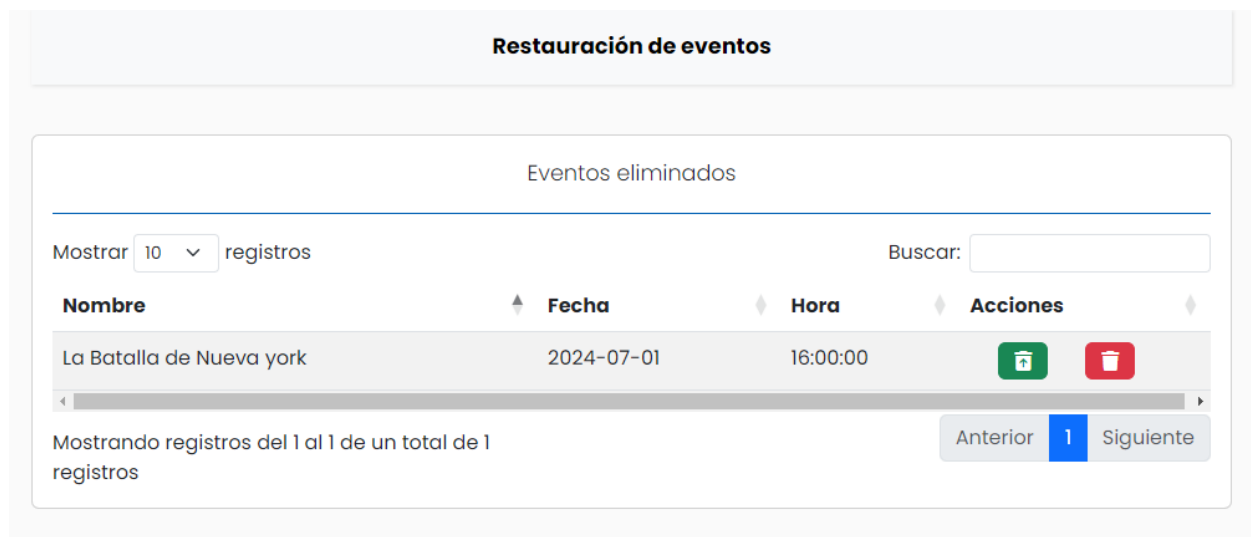 Restauración de eventos
Eventos eliminados
Mostrar 10 registros Buscar:
Nombre Fecha Hora Acciones
La Batalla de Nueva york 2024-07-01 16:00:00
Mostrando registros del 1 al 1 de un total de 1
registros
Anterior 1 Siguiente